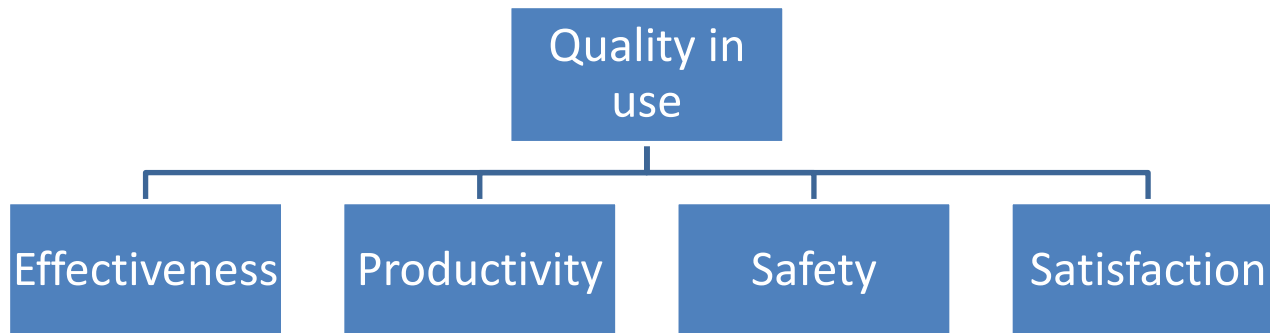 Quality in
use
Effectiveness
Productivity
Safety
Satisfaction